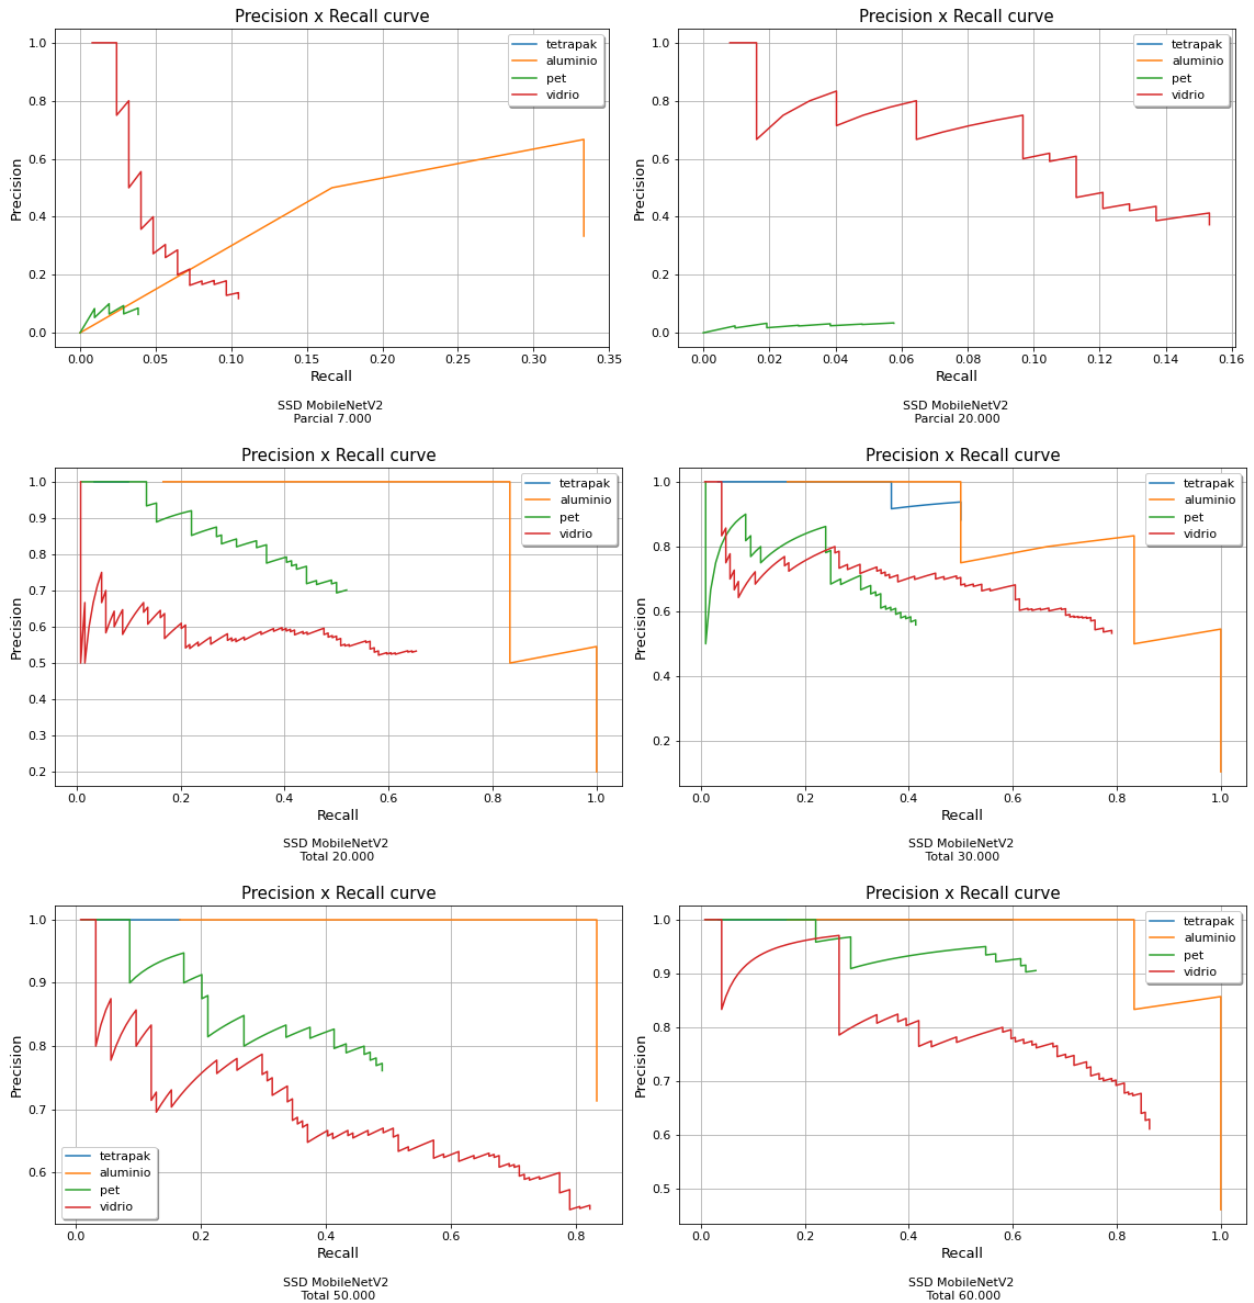 Precision x Recall curve
Precision
1.0
0.8
0.6
0.4
0.2
0.0
tetrapak
aluminio
pet
vidrio
0.00 0.05 0.10 0.15 0.20 0.25 0.30 0.35
Recall
SSD MobileNetV2
Parcial 7.000
Precision x Recall curve
Precision
1.0
0.8
0.6
0.4
0.2
0.0
tetrapak
aluminio
pet
vidrio
0.00 0.02 0.04 0.06 0.08 0.10 0.12 0.14 0.16
Recall
SSD MobileNetV2
Parcial 20.000
Precision x Recall curve
Precision
1.0
0.9
0.8
0.7
0.6
0.5
0.4
0.3
0.2
tetrapak
aluminio
pet
vidrio
0.0 0.2 0.4 0.6 0.8 1.0
Recall
SSD MobileNetV2
Total 20.000
Precision x Recall curve
Precision
1.0
0.8
0.6
0.4
0.2
tetrapak
aluminio
pet
vidrio
0.0 0.2 0.4 0.6 0.8 1.0
Recall
SSD MobileNetV2
Total 30.000
Precision x Recall curve
Precision
1.0
0.9
0.8
0.7
0.6
tetrapak
aluminio
pet
vidrio
0.0 0.2 0.4 0.6 0.8
Recall
SSD MobileNetV2
Total 50.000
Precision x Recall curve
Precision
1.0
0.9
0.8
0.7
0.6
0.5
tetrapak
aluminio
pet
vidrio
0.0 0.2 0.4 0.6 0.8 1.0
Recall
SSD MobileNetV2
Total 60.000